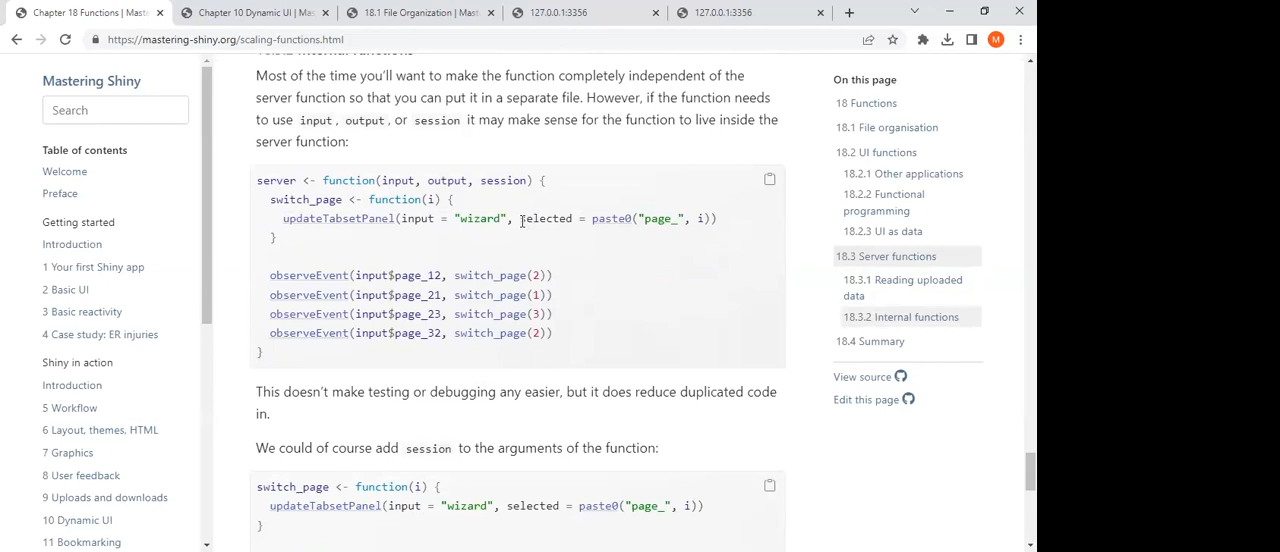 Chapter 18 Functions | Mas
Chapter 10 Dynamic UI | Mas
18.1 File Organization | Mast
127.0.0.1:3356
127.0.0.1:3356
https://mastering-shiny.org/scaling-functions.html
M
Mastering Shiny
Search
Table of contents
Welcome
Preface
Getting started
Introduction
1 Your first Shiny app
2 Basic UI
3 Basic reactivity
4 Case study: ER injuries
Shiny in action
Introduction
5 Workflow
6 Layout, themes, HTML
7 Graphics
8 User feedback
9 Uploads and downloads
10 Dynamic UI
11 Bookmarking
Most of the time you'll want to make the function completely independent of the
server function so that you can put it in a separate file. However, if the function needs
to use input, output, or session it may make sense for the function to live inside the
server function:
server <- function(input, output, session) {
switch_page <- function(i) {
updateTabsetPanel(input = "wizard", selected = paste0("page_", i))
}
observeEvent(input$page_12, switch_page(2))
observeEvent(input$page_21, switch_page(1))
observeEvent(input$page_23, switch_page(3))
observeEvent(input$page_32, switch_page(2))
}
This doesn't make testing or debugging any easier, but it does reduce duplicated code
in.
We could of course add session to the arguments of the function:
switch_page <- function(i) {
updateTabsetPanel(input = "wizard", selected = paste0("page_", i))
}
On this page
18 Functions
18.1 File organisation
18.2 UI functions
18.2.1 Other applications
18.2.2 Functional
programming
18.2.3 UI as data
18.3 Server functions
18.3.1 Reading uploaded
data
18.3.2 Internal functions
18.4 Summary
View source
Edit this page